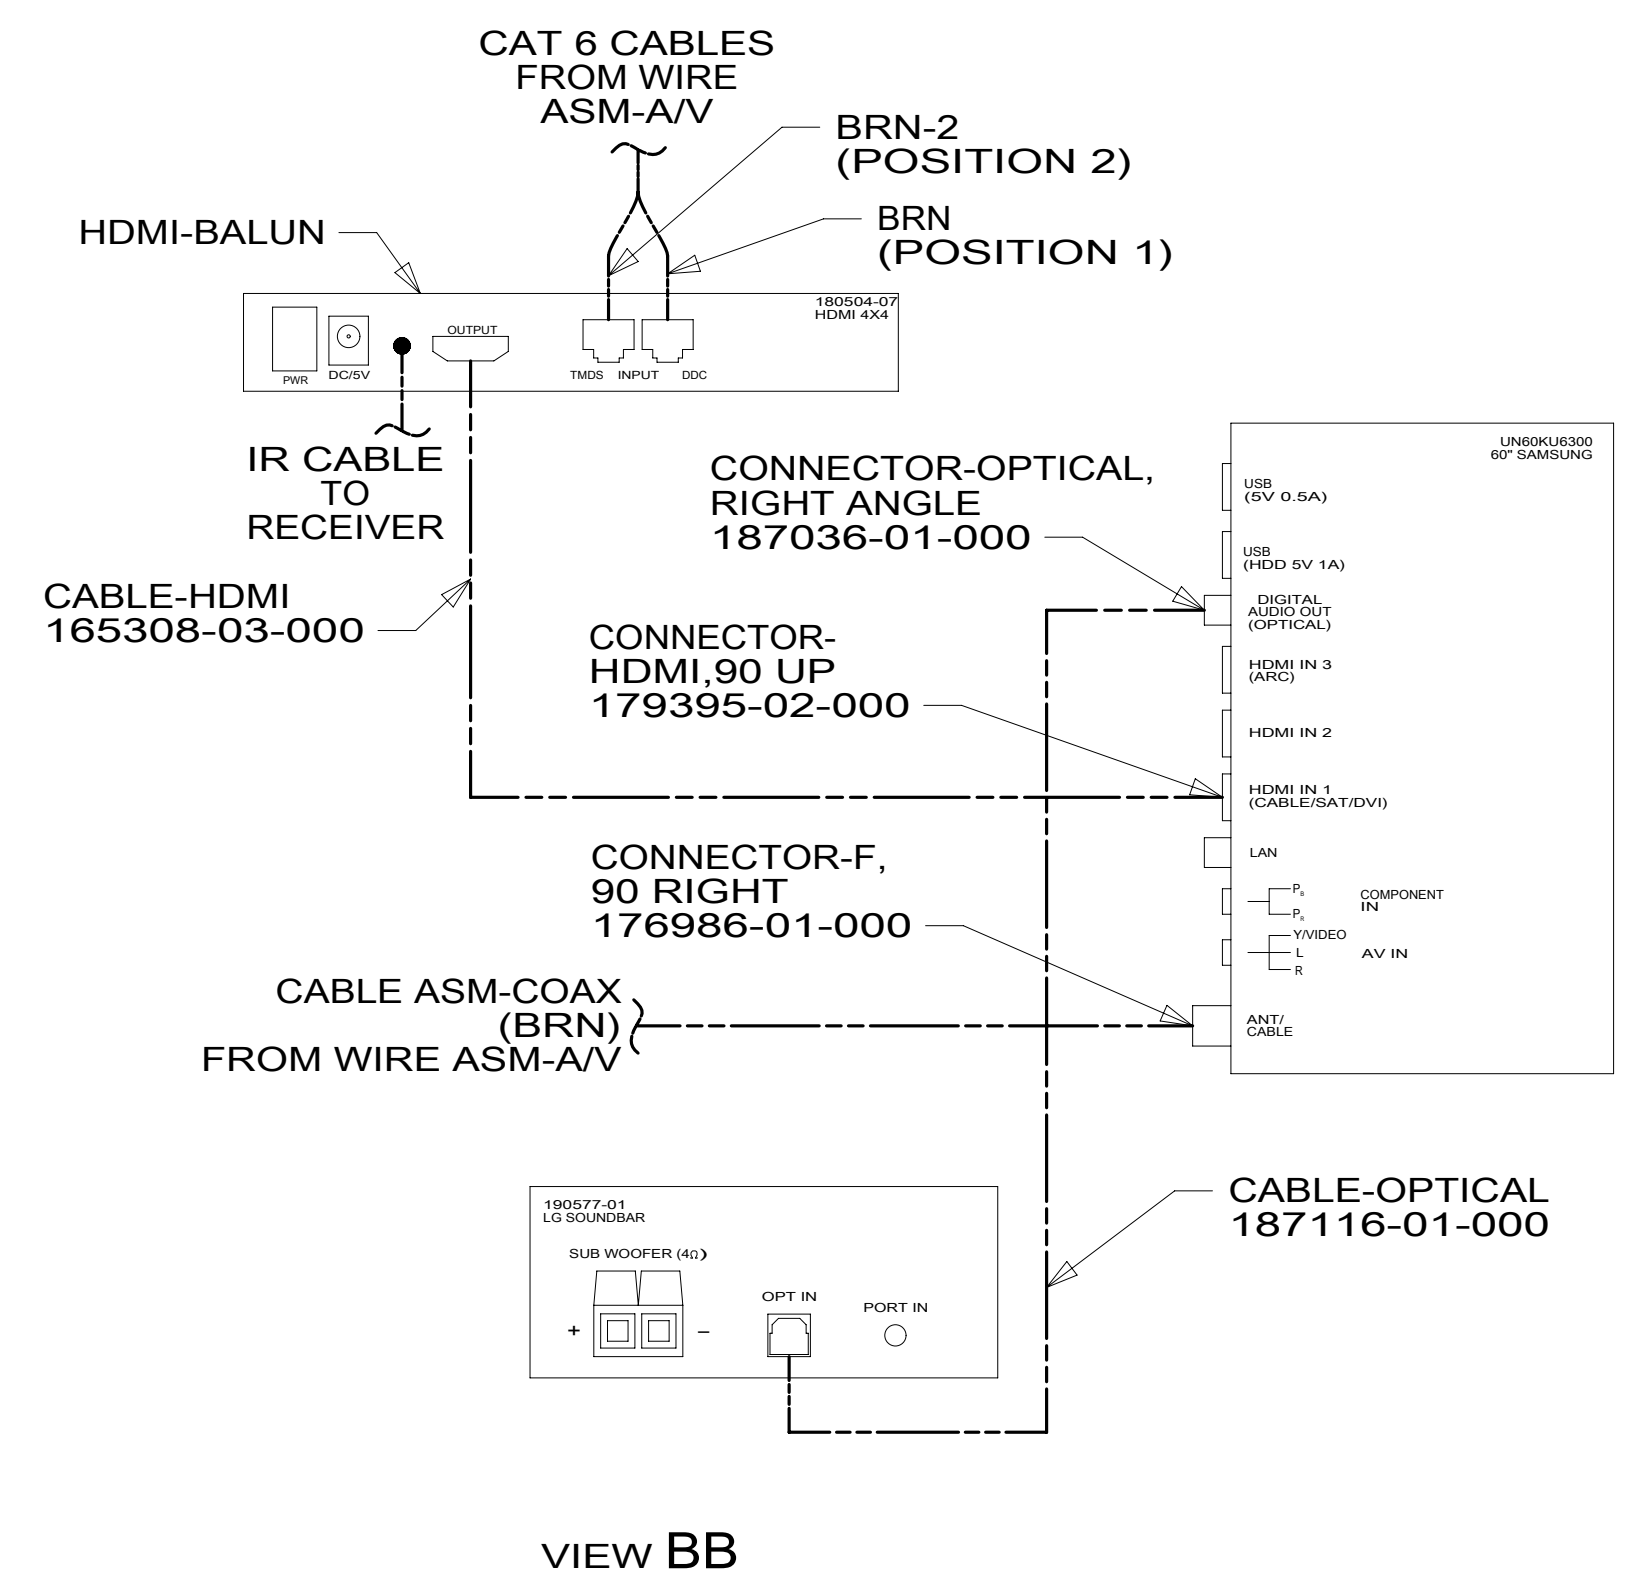 CAT 6 CABLES
FROM WIRE
ASM-A/V
BRN-2
(POSITION 2)
BRN
(POSITION 1)
HDMI-BALUN
180504-07
HDMI 4X4
OUTPUT
PWR
DC/5V
TMDS INPUT DDC
IR CABLE
TO
RECEIVER
CABLE-HDMI
165308-03-000
CONNECTOR-OPTICAL,
RIGHT ANGLE
187036-01-000
CONNECTOR-
HDMI,90 UP
179395-02-000
CONNECTOR-F,
90 RIGHT
176986-01-000
CABLE ASM-COAX
(BRN)
FROM WIRE ASM-A/V
UN60KU6300
60" SAMSUNG
USB
(5V 0.5A)
USB
(HDD 5V 1A)
DIGITAL
AUDIO OUT
(OPTICAL)
HDMI IN 3
(ARC)
HDMI IN 2
HDMI IN 1
(CABLE/SAT/DVI)
LAN
PB
PR
COMPONENT
IN
Y/VIDEO
L
R
AV IN
ANT/
CABLE
190577-01
LG SOUNDBAR
SUB WOOFER (4Ω)
+ −
OPT IN
PORT IN
CABLE-OPTICAL
187116-01-000
VIEW BB